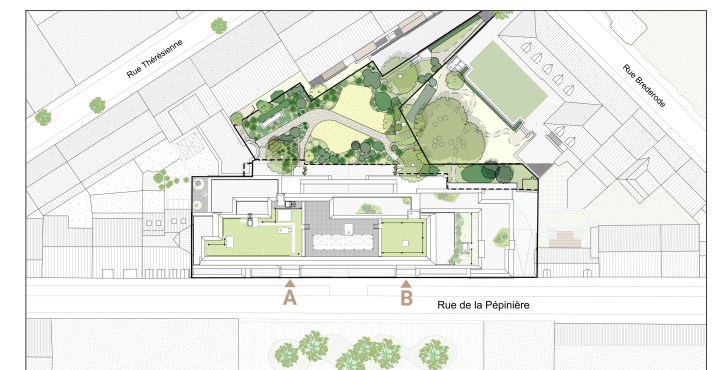 Rue Thérésienne
Rue Brederode
A
B
Rue de la Pépinière